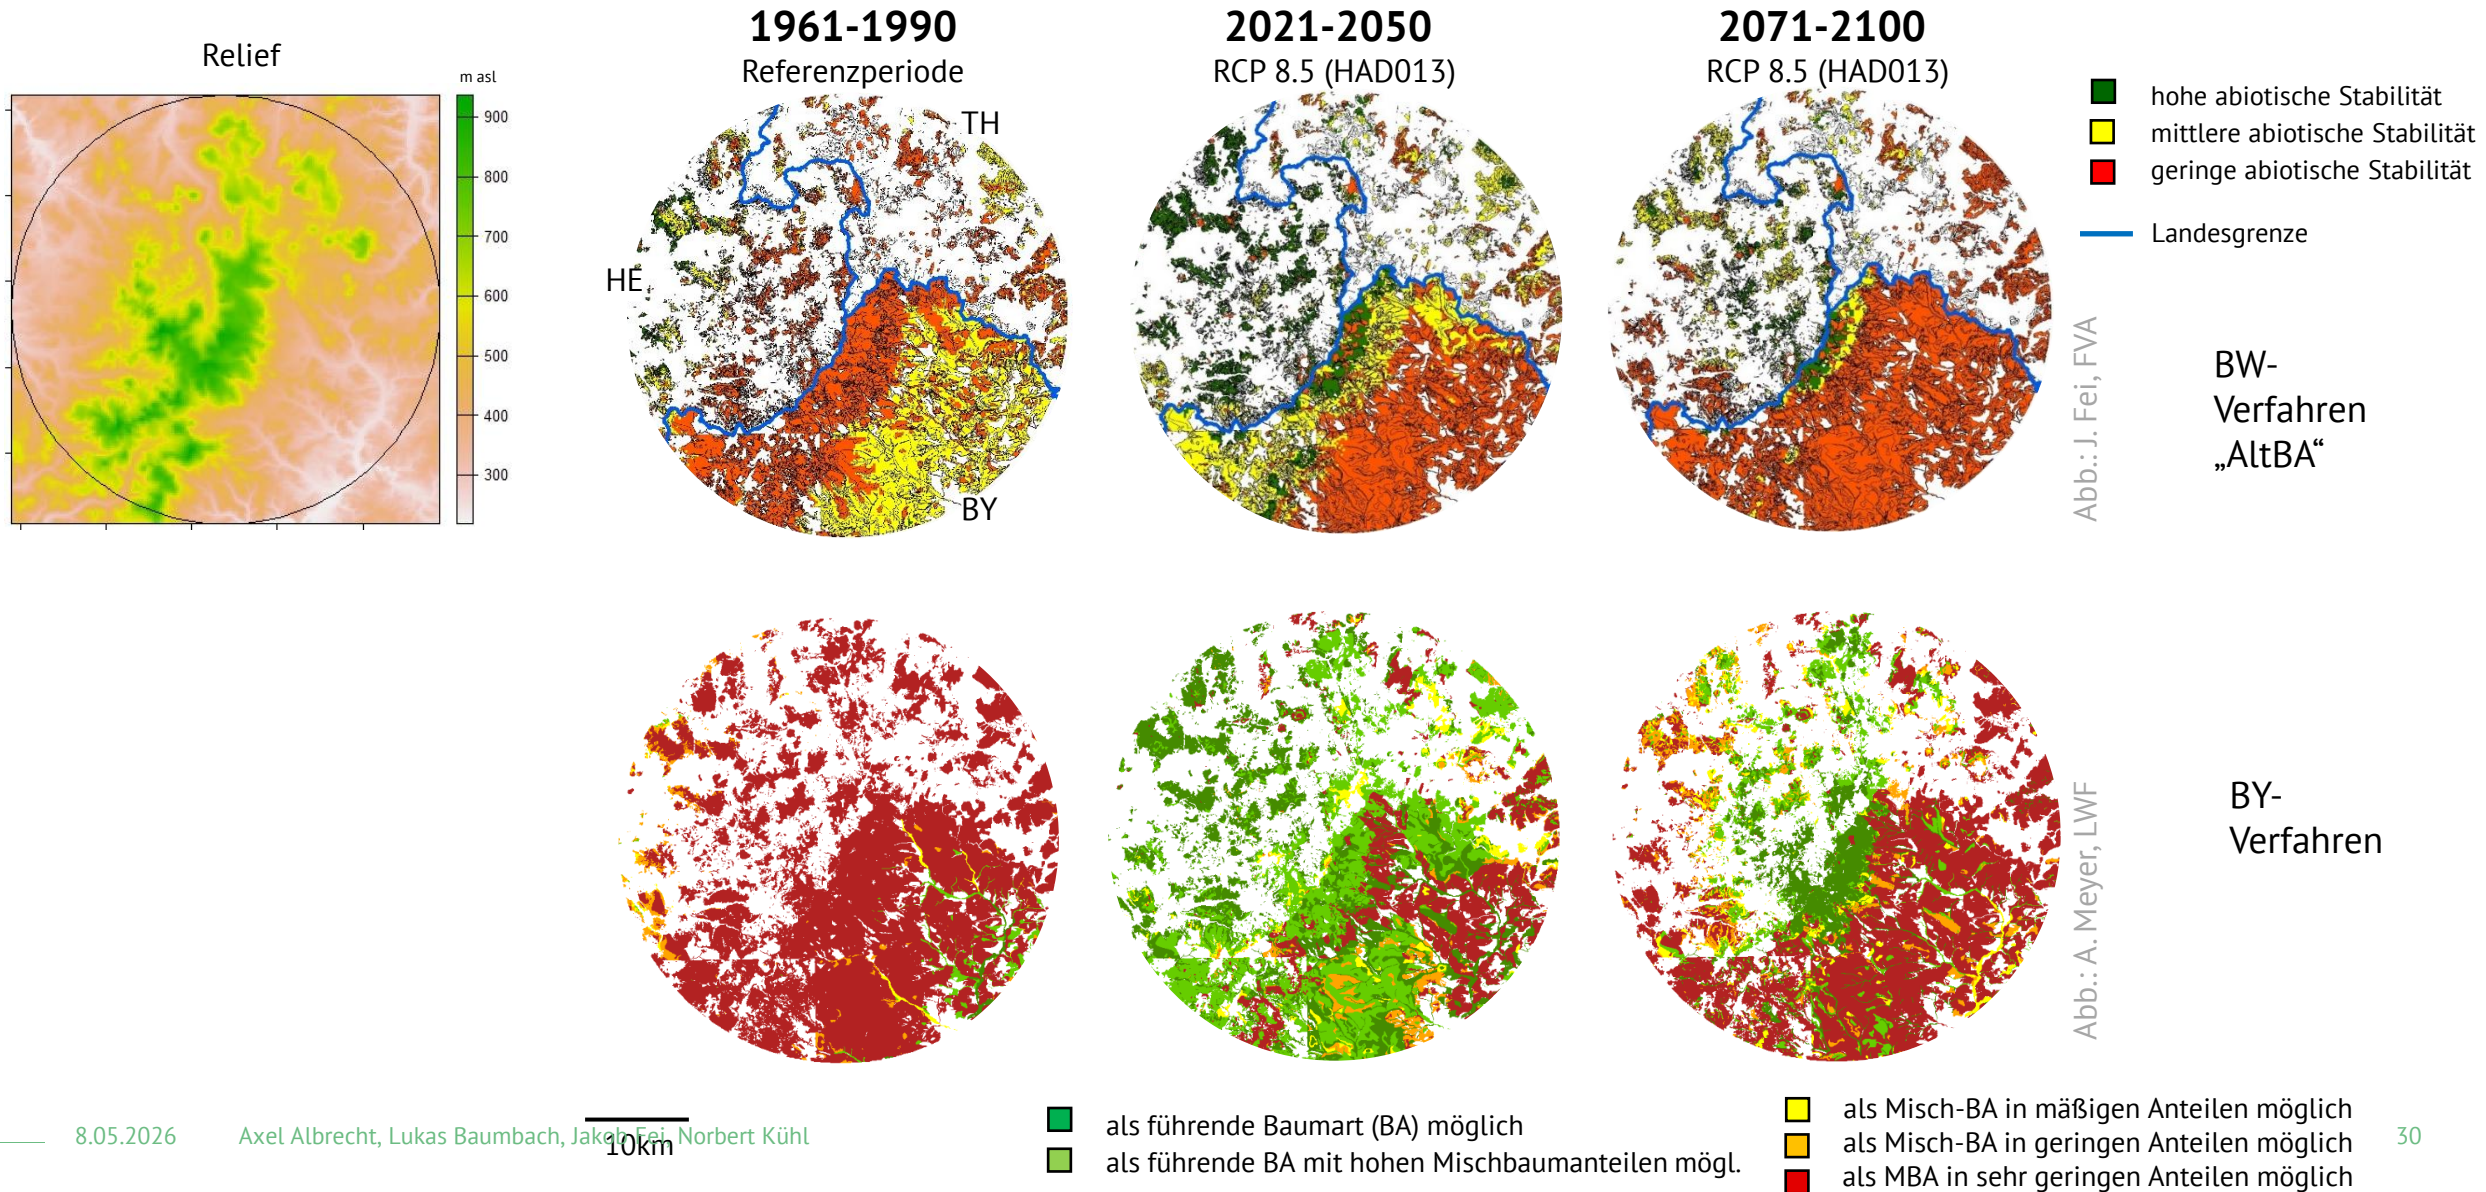 1961-1990
Referenzperiode
2021-2050
RCP 8.5 (HAD013)
2071-2100
RCP 8.5 (HAD013)
Relief
m asl
900
800
700
600
500
400
300
TH
HE
BY
hohe abiotische Stabilität
mittlere abiotische Stabilität
geringe abiotische Stabilität
Landesgrenze
Abb.: J. Fei, FVA
BW-
Verfahren
„AltBA“
Abb.: A. Meyer, LWF
BY-
Verfahren
8.05.2026
Axel Albrecht, Lukas Baumbach, Jakob Fei, Norbert Kühl
10km
als führende Baumart (BA) möglich
als führende BA mit hohen Mischbaumanteilen mögl.
als Misch-BA in mäßigen Anteilen möglich
als Misch-BA in geringen Anteilen möglich
als MBA in sehr geringen Anteilen möglich
30